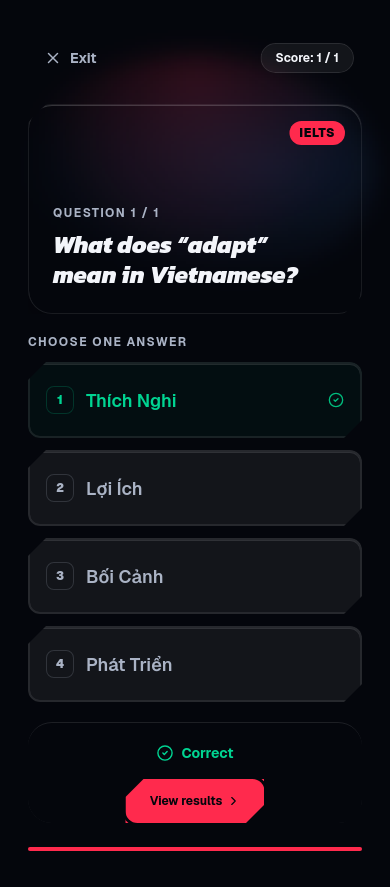 Exit
Score: 1 / 1
IELTS
QUESTION 1 / 1
What does "adapt"
mean in Vietnamese?
CHOOSE ONE ANSWER
1 Thích Nghi
2 Lợi Ích
3 Bối Cảnh
4 Phát Triển
Correct
View results